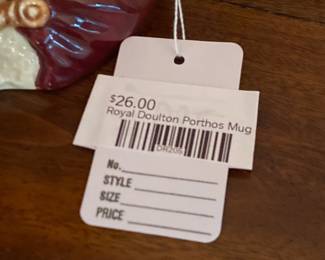 $26.00
Royal Doulton Porthos Mug
No.
STYLE
SIZE
PRICE